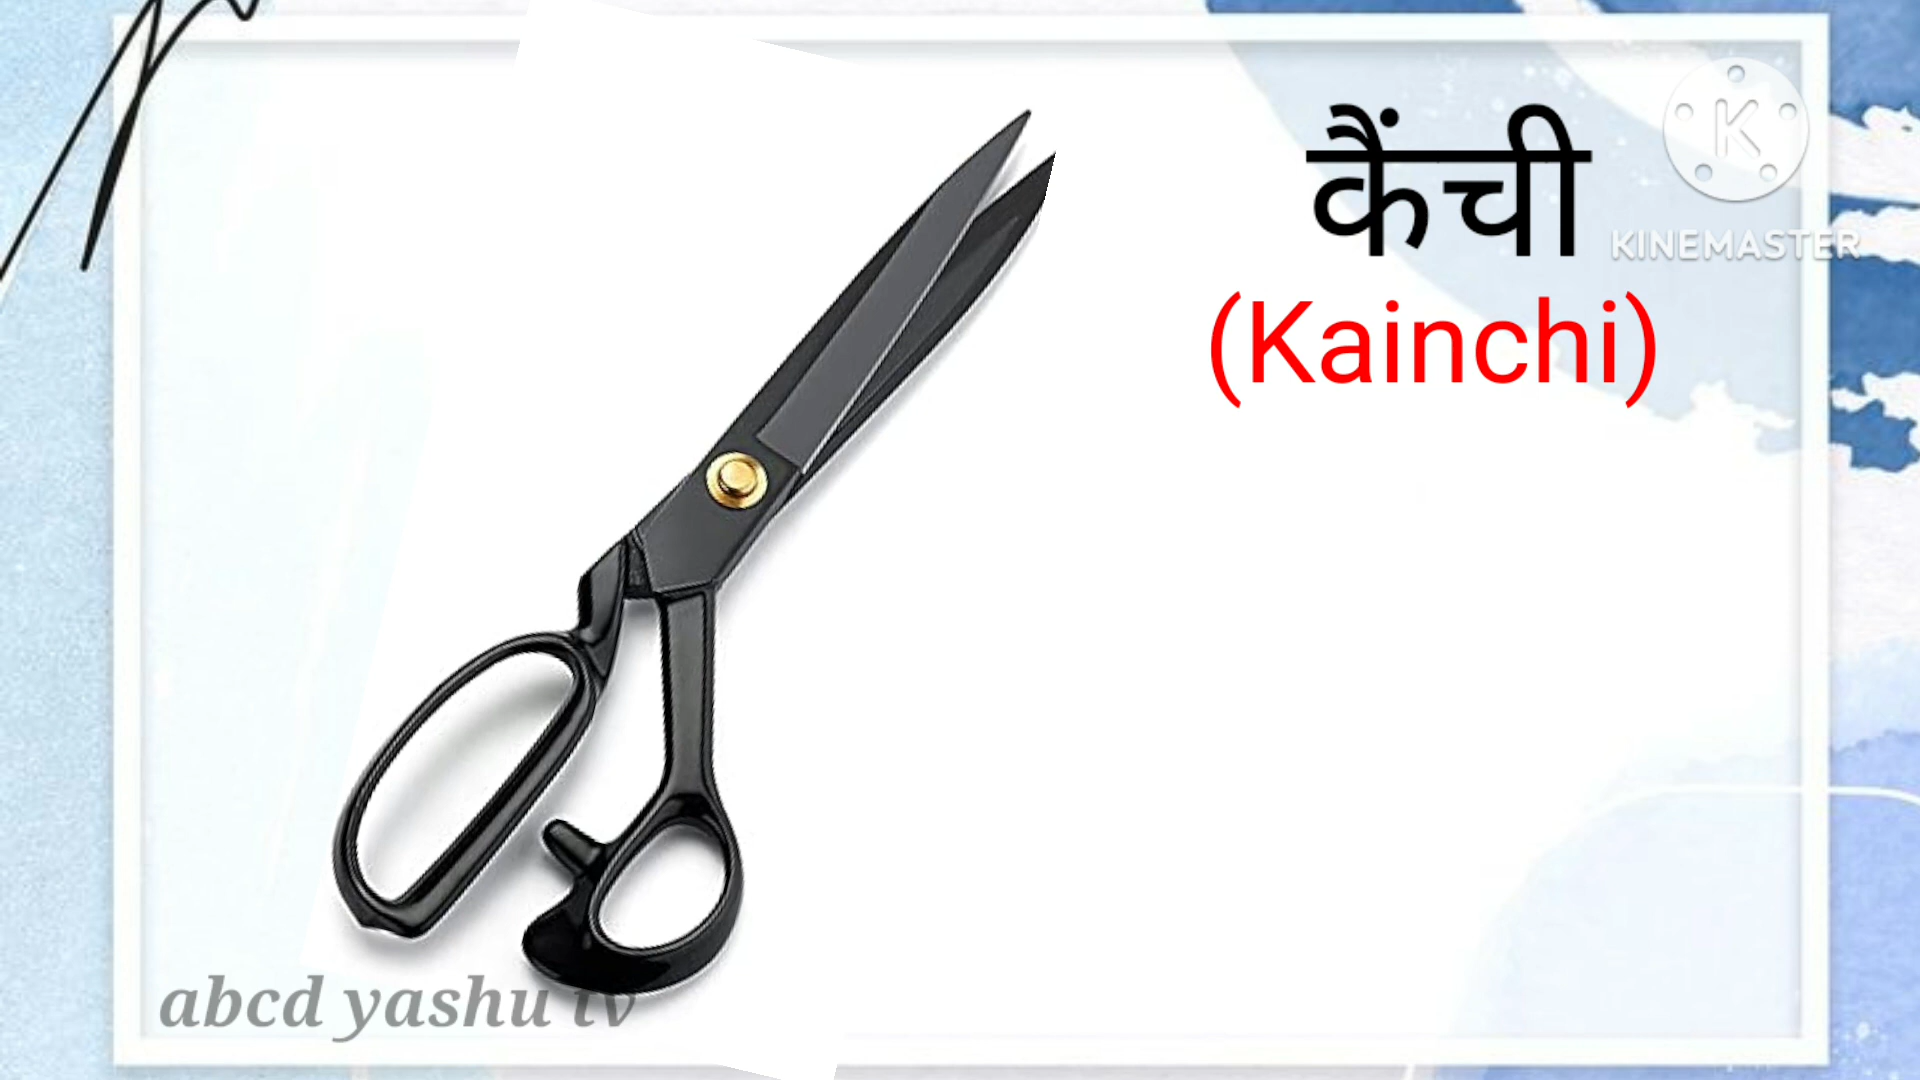 कैंची
(Kainchi)
K
KINEMASTER
abcd yashu tv